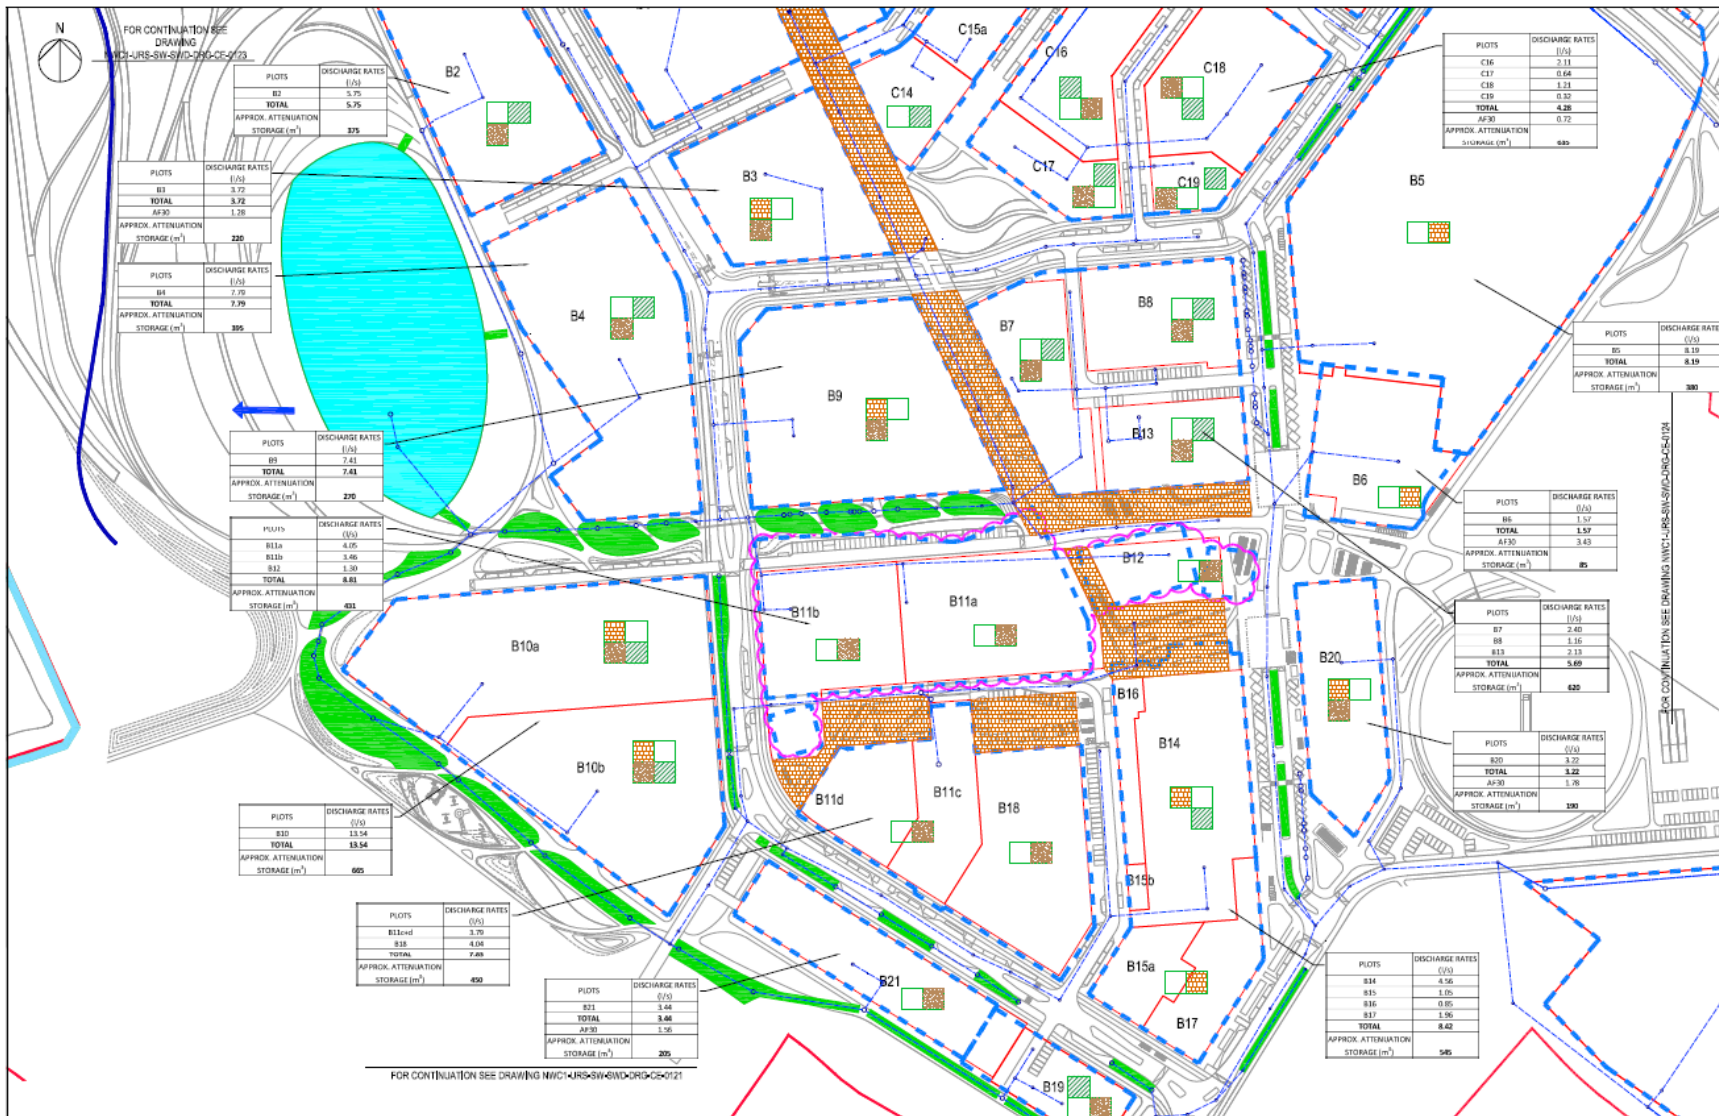 N
FOR CONTINUATION SEE
DRAWING
NWC1-URS-SW-SWD-DRG-CE-0123
PLOTS DISCHARGE RATES (l/s)
B2 5.75
TOTAL 5.75
APPROX. ATTENUATION
STORAGE (m³) 375
PLOTS DISCHARGE RATES (l/s)
B3 3.72
TOTAL 3.72
AF30 1.28
APPROX. ATTENUATION
STORAGE (m³) 220
PLOTS DISCHARGE RATES (l/s)
B4 7.79
TOTAL 7.79
APPROX. ATTENUATION
STORAGE (m³) 395
PLOTS DISCHARGE RATES (l/s)
B9 7.41
TOTAL 7.41
APPROX. ATTENUATION
STORAGE (m³) 270
PLOTS DISCHARGE RATES (l/s)
B11a 4.05
B11b 3.46
B12 1.30
TOTAL 8.81
APPROX. ATTENUATION
STORAGE (m³) 431
PLOTS DISCHARGE RATES (l/s)
B10 13.54
TOTAL 13.54
APPROX. ATTENUATION
STORAGE (m³) 665
PLOTS DISCHARGE RATES (l/s)
B11c+d 3.79
B18 4.04
TOTAL 7.83
APPROX. ATTENUATION
STORAGE (m³) 450
PLOTS DISCHARGE RATES (l/s)
B21 3.44
TOTAL 3.44
AF30 1.56
APPROX. ATTENUATION
STORAGE (m³) 205
FOR CONTINUATION SEE DRAWING NWC1-URS-SW-SWD-DRG-CE-0121
PLOTS DISCHARGE RATES (l/s)
C16 2.11
C17 0.64
C18 1.21
C19 0.32
TOTAL 4.28
AF30 0.72
APPROX. ATTENUATION
STORAGE (m³) 685
PLOTS DISCHARGE RATES (l/s)
B5 8.19
TOTAL 8.19
APPROX. ATTENUATION
STORAGE (m³) 380
PLOTS DISCHARGE RATES (l/s)
B6 1.57
TOTAL 1.57
AF30 3.43
APPROX. ATTENUATION
STORAGE (m³) 85
PLOTS DISCHARGE RATES (l/s)
B7 2.40
B8 1.16
B13 2.13
TOTAL 5.69
APPROX. ATTENUATION
STORAGE (m³) 620
PLOTS DISCHARGE RATES (l/s)
B20 3.22
TOTAL 3.22
AF30 1.78
APPROX. ATTENUATION
STORAGE (m³) 190
PLOTS DISCHARGE RATES (l/s)
B14 4.56
B15 1.05
B16 0.85
B17 1.96
TOTAL 8.42
APPROX. ATTENUATION
STORAGE (m³) 545
FOR CONTINUATION SEE DRAWING NWC1-URS-SW-SWD-DRG-CE-0124
B2
C15a
C16
C18
C14
C17
C19
B3
B5
B4
B7
B8
B9
B13
B6
B12
B11b
B11a
B10a
B20
B16
B14
B10b
B11d
B11c
B18
B15b
B15a
B21
B17
B19